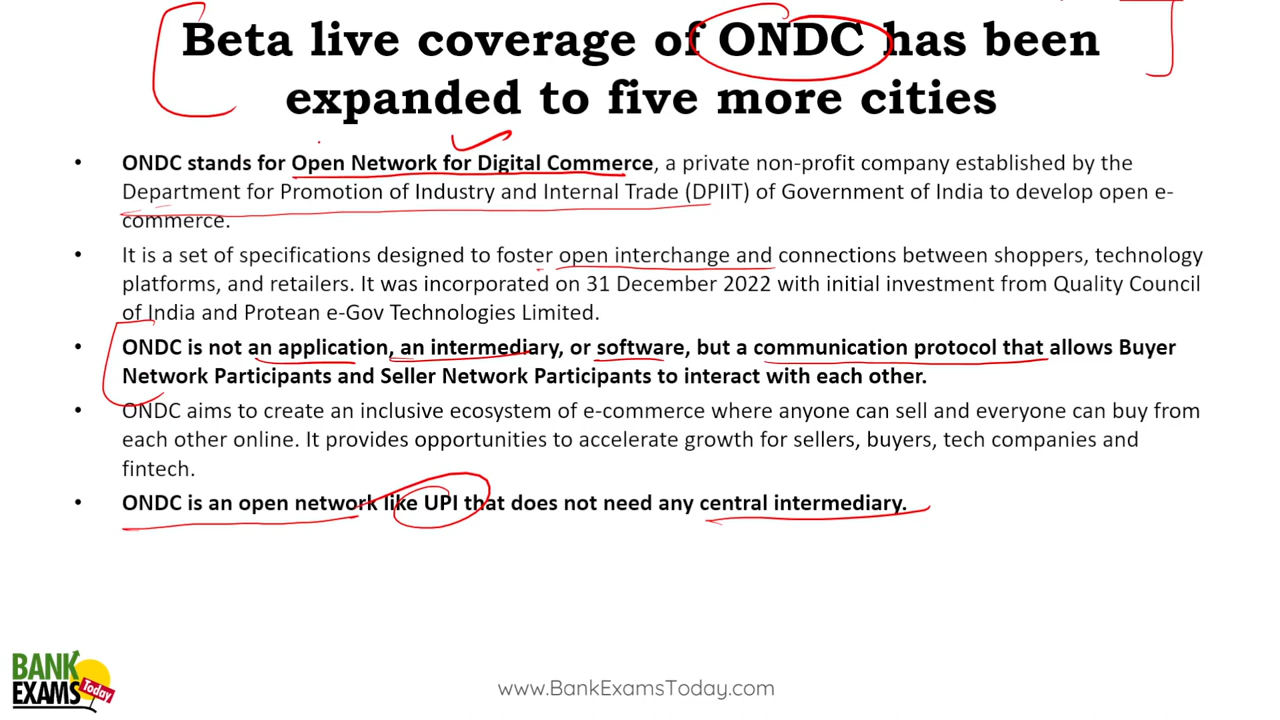 Beta live coverage of ONDC has been
expanded to five more cities
• ONDC stands for Open Network for Digital Commerce, a private non-profit company established by the
Department for Promotion of Industry and Internal Trade (DPIIT) of Government of India to develop open e-
commerce.
• It is a set of specifications designed to foster open interchange and connections between shoppers, technology
platforms, and retailers. It was incorporated on 31 December 2022 with initial investment from Quality Council
of India and Protean e-Gov Technologies Limited.
• ONDC is not an application, an intermediary, or software, but a communication protocol that allows Buyer
Network Participants and Seller Network Participants to interact with each other.
• ONDC aims to create an inclusive ecosystem of e-commerce where anyone can sell and everyone can buy from
each other online. It provides opportunities to accelerate growth for sellers, buyers, tech companies and
fintech.
• ONDC is an open network like UPI that does not need any central intermediary.
BANK
EXAMS
Today
www.BankExamsToday.com